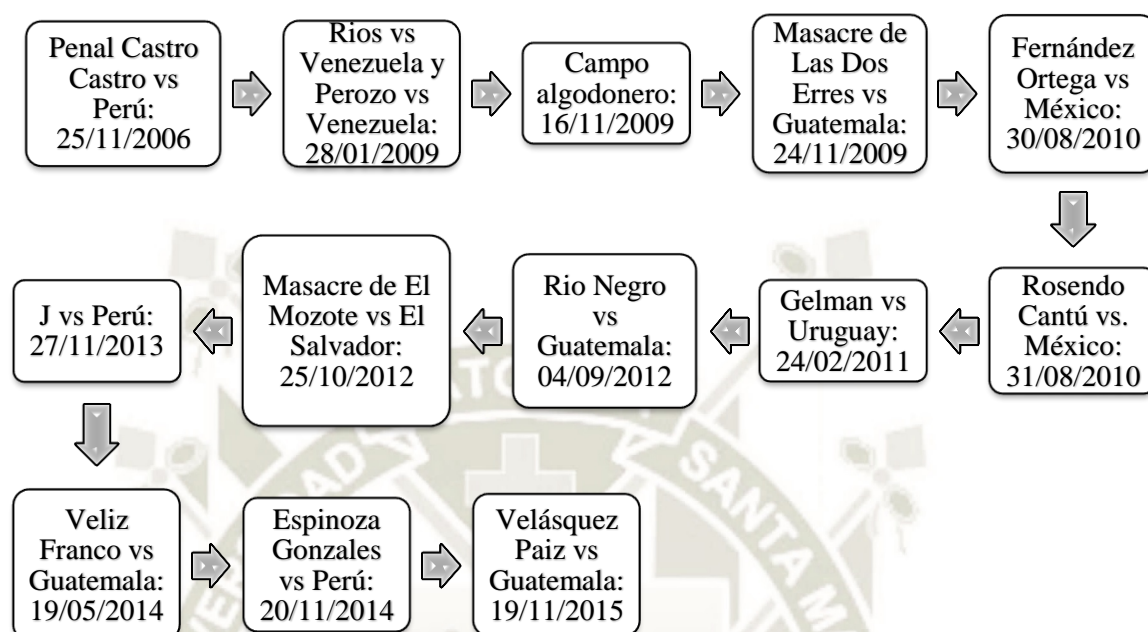 Penal Castro
Castro vs
Perú:
25/11/2006
Rios vs
Venezuela y
Perozo vs
Venezuela:
28/01/2009
Campo
algodonero:
16/11/2009
Masacre de
Las Dos
Erres vs
Guatemala:
24/11/2009
Fernández
Ortega vs
México:
30/08/2010
Rosendo
Cantú vs.
México:
31/08/2010
Gelman vs
Uruguay:
24/02/2011
Rio Negro
vs
Guatemala:
04/09/2012
Masacre de El
Mozote vs El
Salvador:
25/10/2012
J vs Perú:
27/11/2013
Veliz
Franco vs
Guatemala:
19/05/2014
Espinoza
Gonzales
vs Perú:
20/11/2014
Velásquez
Paiz vs
Guatemala:
19/11/2015
SANTA M